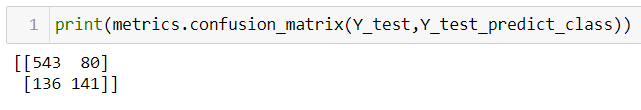 1 print(metrics.confusion_matrix(Y_test,Y_test_predict_class))
[[543  80]
 [136 141]]